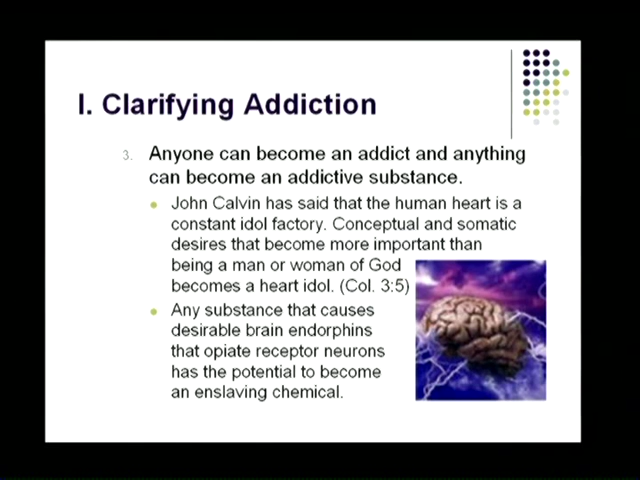 I. Clarifying Addiction
3. Anyone can become an addict and anything
can become an addictive substance.
John Calvin has said that the human heart is a
constant idol factory. Conceptual and somatic
desires that become more important than
being a man or woman of God
becomes a heart idol. (Col. 3:5)
Any substance that causes
desirable brain endorphins
that opiate receptor neurons
has the potential to become
an enslaving chemical.